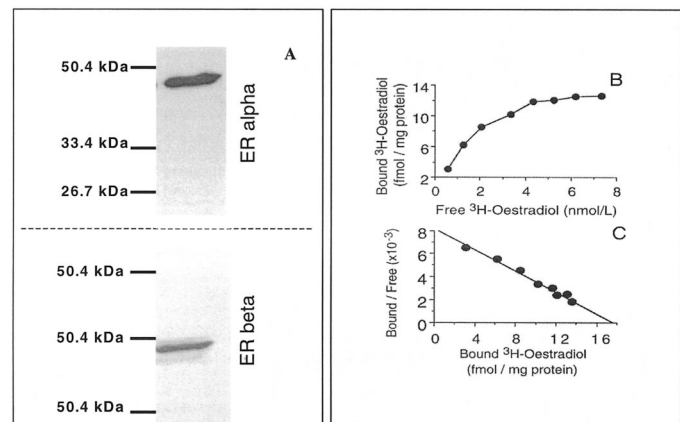 A
50.4 kDa
33.4 kDa
26.7 kDa
ER alpha
50.4 kDa
50.4 kDa
50.4 kDa
ER beta
B
Bound ³H-Oestradiol
(fmol / mg protein)
14
10
6
2
0 2 4 6 8
Free ³H-Oestradiol (nmol/L)
C
Bound / Free (x10⁻³)
8
6
4
2
0
0 4 8 12 16
Bound ³H-Oestradiol
(fmol / mg protein)